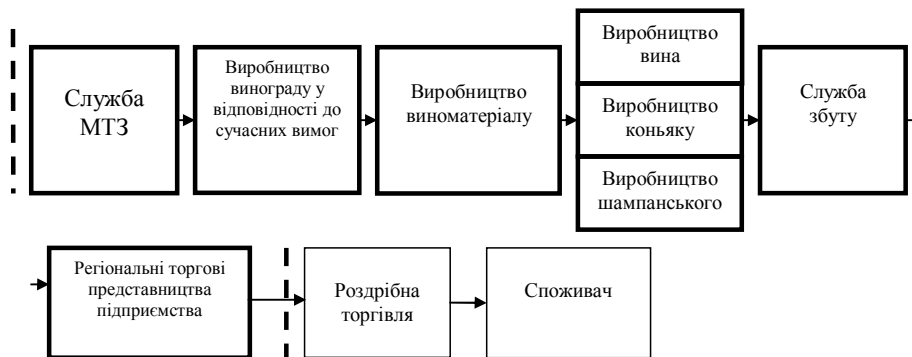 Служба
МТЗ
Виробництво
винограду у
відповідності до
сучасних вимог
Виробництво
виноматеріалу
Виробництво
вина
Виробництво
коньяку
Виробництво
шампанського
Служба
збуту
Регіональні торгові
представництва
підприємства
Роздрібна
торгівля
Споживач